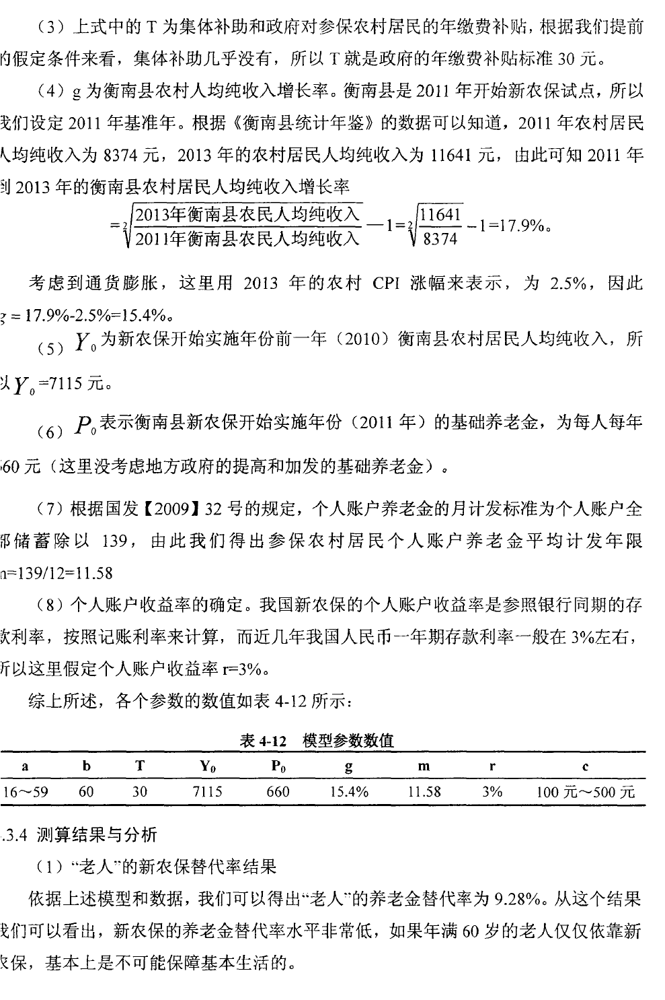 （3）上式中的 T 为集体补助和政府对参保农村居民的年缴费补贴，根据我们提前
的假定条件来看，集体补助几乎没有，所以 T 就是政府的年缴费补贴标准 30 元。
（4）g 为衡南县农村人均纯收入增长率。衡南县是 2011 年开始新农保试点，所以
我们设定 2011 年基准年。根据《衡南县统计年鉴》的数据可以知道，2011 年农村居民
人均纯收入为 8374 元，2013 年的农村居民人均纯收入为 11641 元，由此可知 2011 年
到 2013 年的衡南县农村居民人均纯收入增长率
=²√(2013年衡南县农民人均纯收入/2011年衡南县农民人均纯收入) —1=²√(11641/8374) −1=17.9%。
考虑到通货膨胀，这里用 2013 年的农村 CPI 涨幅来表示，为 2.5%，因此
g = 17.9%-2.5%=15.4%。
（5）Y₀ 为新农保开始实施年份前一年（2010）衡南县农村居民人均纯收入，所
以 Y₀ =7115 元。
（6）P₀ 表示衡南县新农保开始实施年份（2011 年）的基础养老金，为每人每年
660 元（这里没考虑地方政府的提高和加发的基础养老金）。
（7）根据国发【2009】32 号的规定，个人账户养老金的月计发标准为个人账户全
部储蓄除以 139，由此我们得出参保农村居民个人账户养老金平均计发年限
m=139/12=11.58
（8）个人账户收益率的确定。我国新农保的个人账户收益率是参照银行同期的存
款利率，按照记账利率来计算，而近几年我国人民币一年期存款利率一般在 3%左右，
所以这里假定个人账户收益率 r=3%。
综上所述，各个参数的数值如表 4-12 所示：
表 4-12 模型参数数值
a b T Y₀ P₀ g m r c
16～59 60 30 7115 660 15.4% 11.58 3% 100 元～500 元
.3.4 测算结果与分析
（1）“老人”的新农保替代率结果
依据上述模型和数据，我们可以得出“老人”的养老金替代率为 9.28%。从这个结果
我们可以看出，新农保的养老金替代率水平非常低，如果年满 60 岁的老人仅仅依靠新
农保，基本上是不可能保障基本生活的。